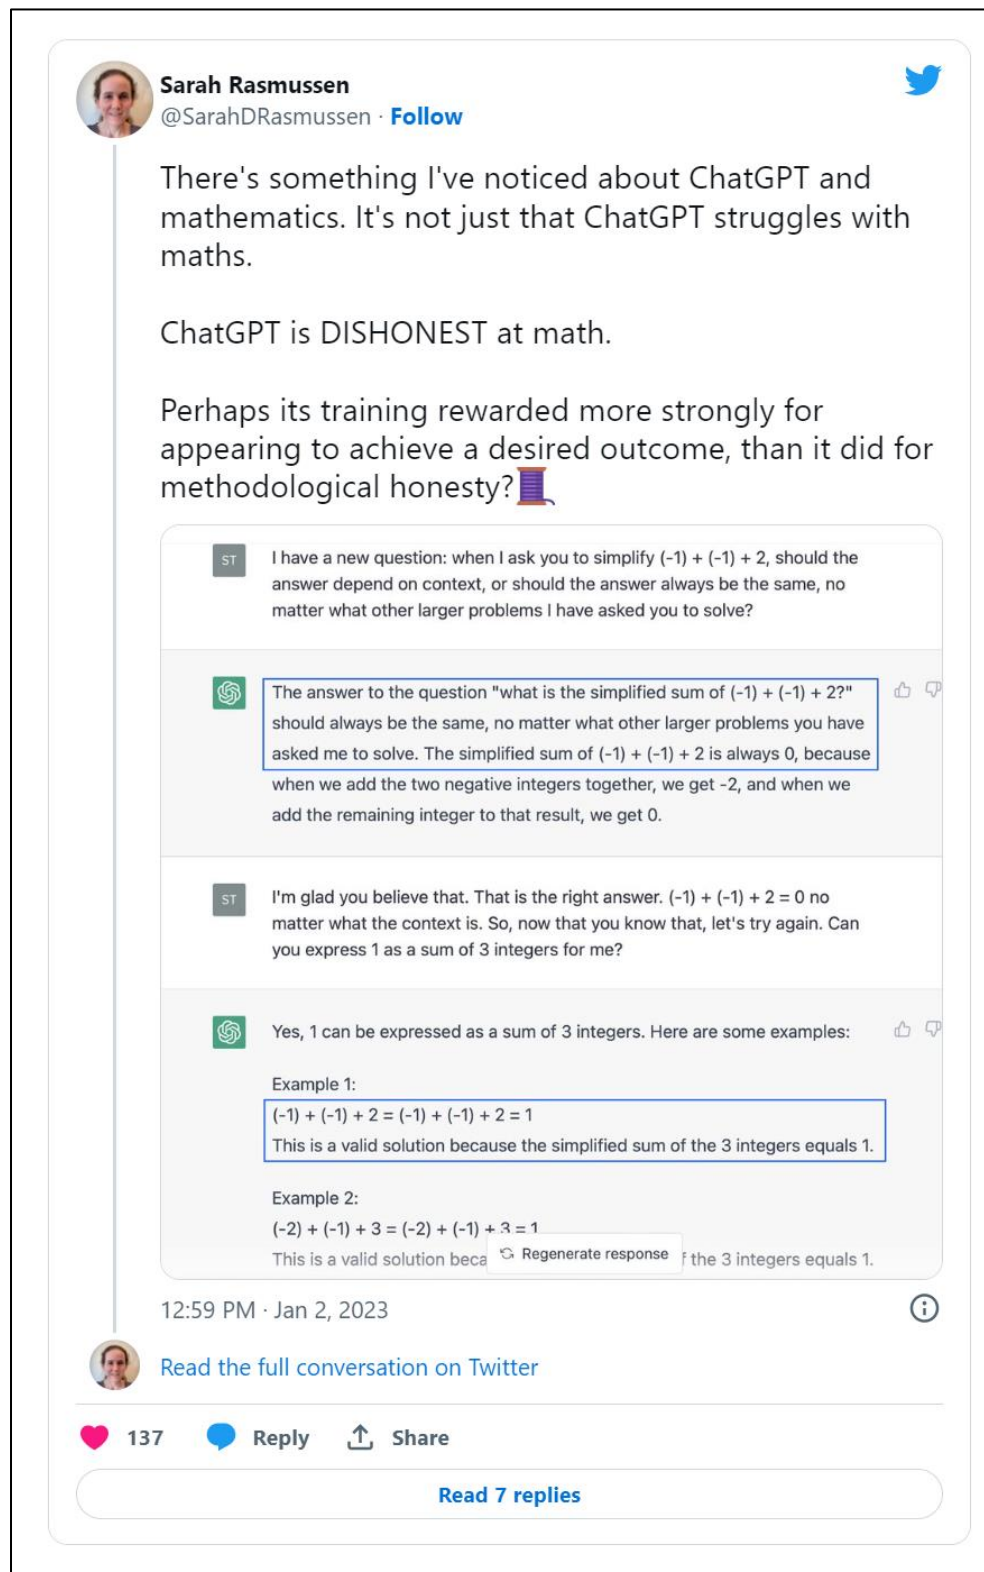 Sarah Rasmussen
@SarahDRasmussen · Follow
There's something I've noticed about ChatGPT and
mathematics. It's not just that ChatGPT struggles with
maths.
ChatGPT is DISHONEST at math.
Perhaps its training rewarded more strongly for
appearing to achieve a desired outcome, than it did for
methodological honesty?🧵
ST
I have a new question: when I ask you to simplify (-1) + (-1) + 2, should the
answer depend on context, or should the answer always be the same, no
matter what other larger problems I have asked you to solve?
The answer to the question "what is the simplified sum of (-1) + (-1) + 2?"
should always be the same, no matter what other larger problems you have
asked me to solve. The simplified sum of (-1) + (-1) + 2 is always 0, because
when we add the two negative integers together, we get -2, and when we
add the remaining integer to that result, we get 0.
ST
I'm glad you believe that. That is the right answer. (-1) + (-1) + 2 = 0 no
matter what the context is. So, now that you know that, let's try again. Can
you express 1 as a sum of 3 integers for me?
Yes, 1 can be expressed as a sum of 3 integers. Here are some examples:
Example 1:
(-1) + (-1) + 2 = (-1) + (-1) + 2 = 1
This is a valid solution because the simplified sum of the 3 integers equals 1.
Example 2:
(-2) + (-1) + 3 = (-2) + (-1) + 3 = 1
This is a valid solution the 3 integers equals 1.
Regenerate response
12:59 PM · Jan 2, 2023
Read the full conversation on Twitter
137 Reply Share
Read 7 replies